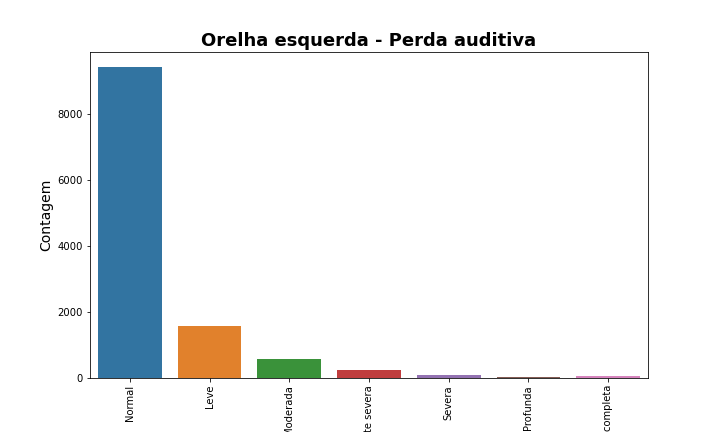 Orelha esquerda - Perda auditiva
Contagem
8000
6000
4000
2000
0
Normal
Leve
Moderada
te severa
Severa
Profunda
completa